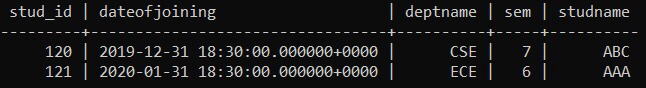 stud_id | dateofjoining | deptname | sem | studname
---------+---------------------------------+----------+-----+----------
120 | 2019-12-31 18:30:00.000000+0000 | CSE | 7 | ABC
121 | 2020-01-31 18:30:00.000000+0000 | ECE | 6 | AAA